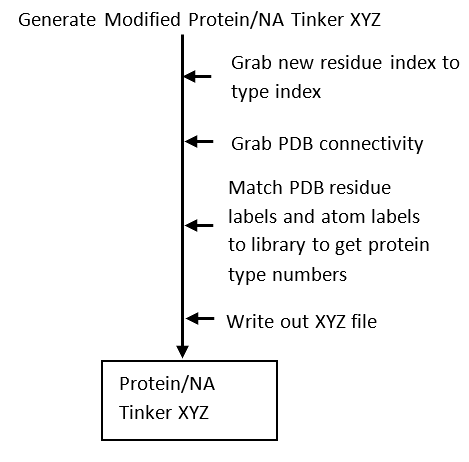 Generate Modified Protein/NA Tinker XYZ
Grab new residue index to
type index
Grab PDB connectivity
Match PDB residue
labels and atom labels
to library to get protein
type numbers
Write out XYZ file
Protein/NA
Tinker XYZ